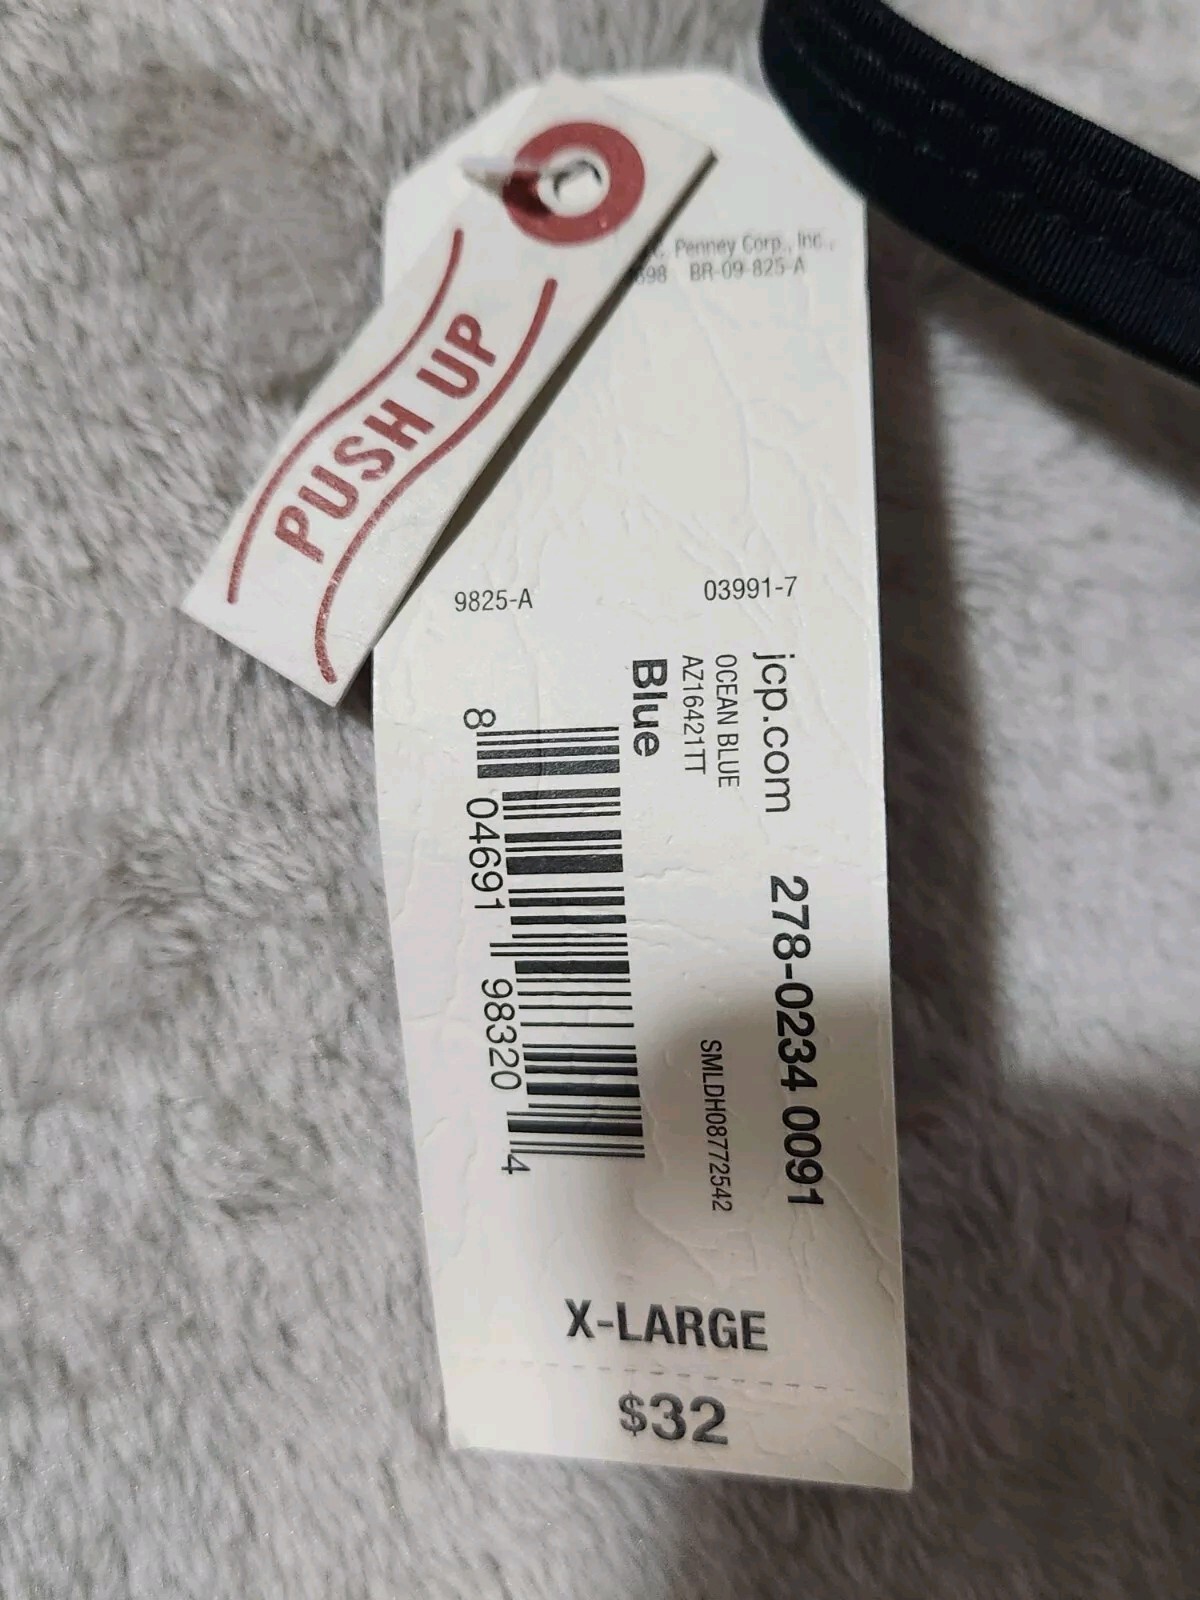 PUSH UP
Penney Corp., Inc.,
BR-09-825-A
9825-A
03991-7
jcp.com 278-0234 0091
OCEAN BLUE
AZ16421TT SMLDH08772542
Blue
8 04691 98320 4
X-LARGE
$32